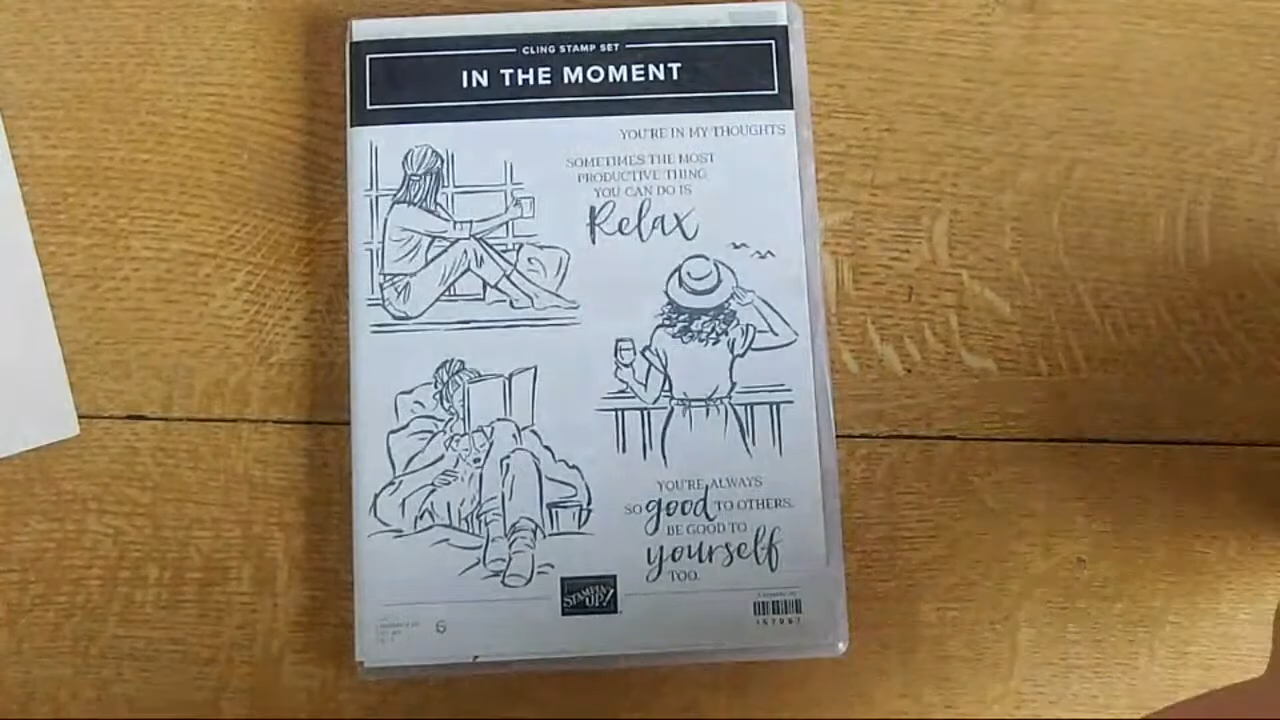 CLING STAMP SET
IN THE MOMENT
YOU'RE IN MY THOUGHTS
SOMETIMES THE MOST
PRODUCTIVE THING
YOU CAN DO IS
Relax
YOU'RE ALWAYS
SO good TO OTHERS.
BE GOOD TO
yourself
TOO.
STAMPIN' UP!
6